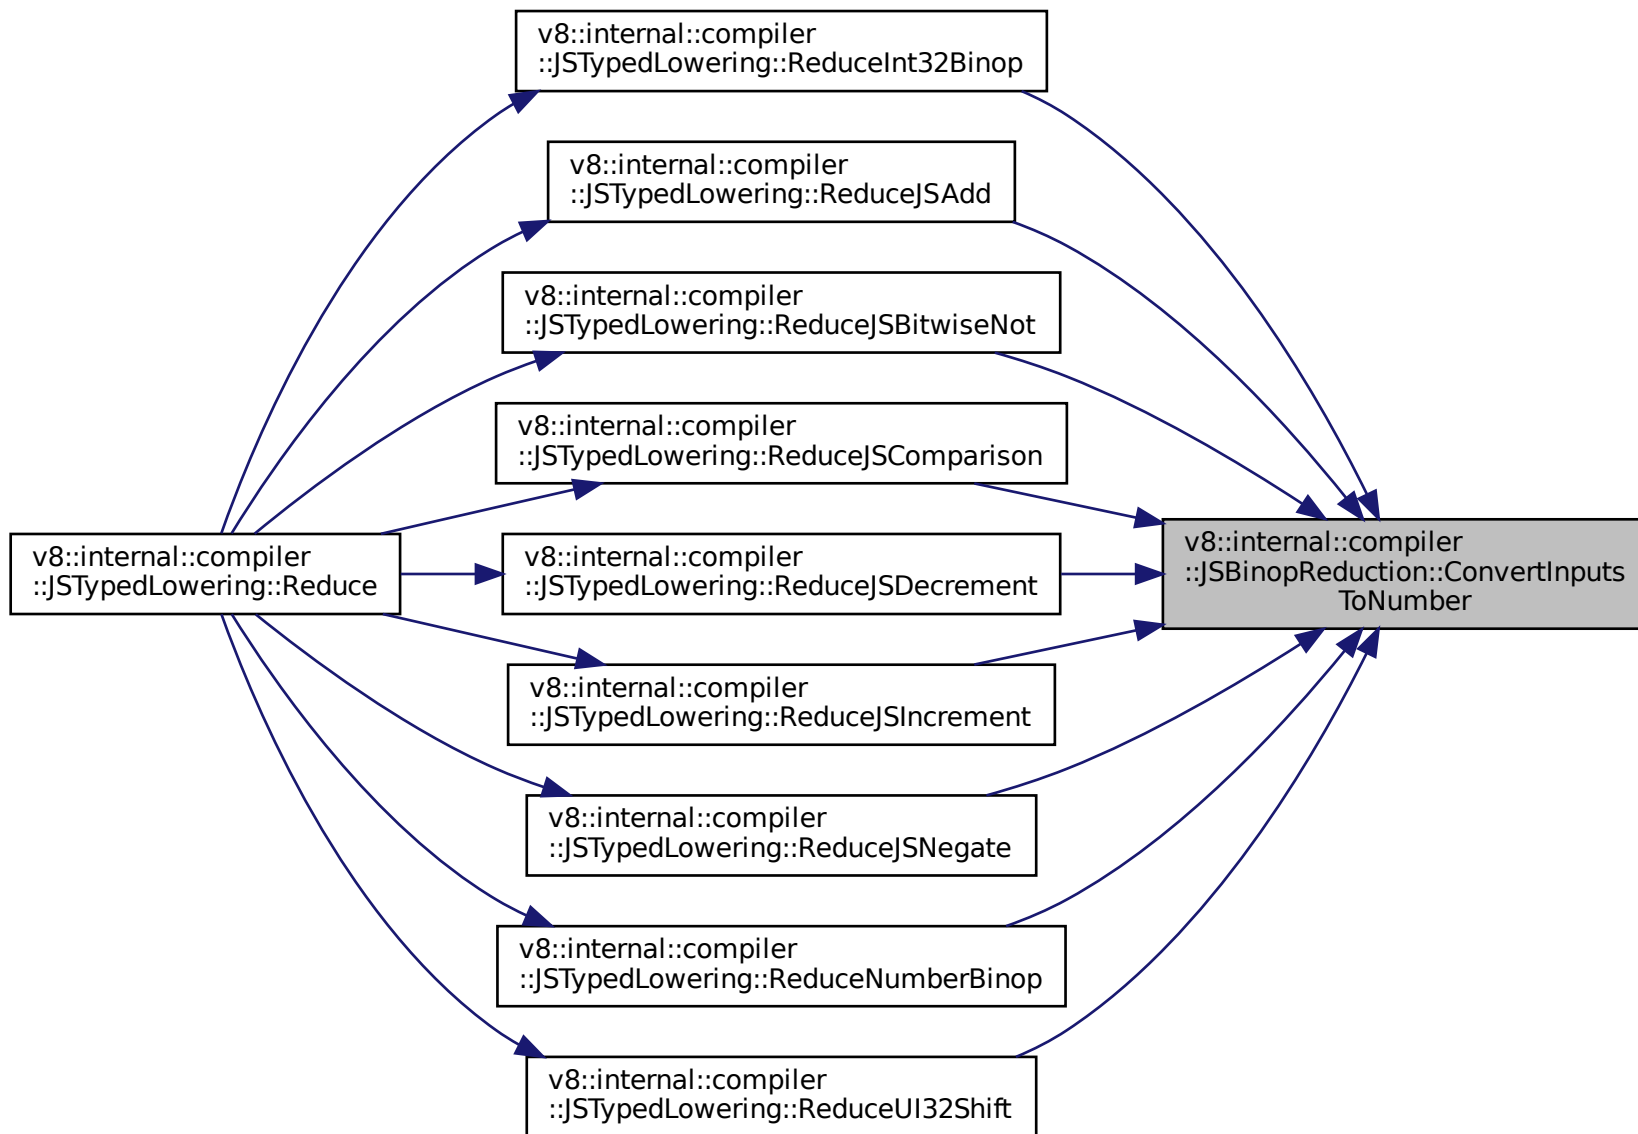 v8::internal::compiler
::JSTypedLowering::ReduceInt32Binop
v8::internal::compiler
::JSTypedLowering::ReduceJSAdd
v8::internal::compiler
::JSTypedLowering::ReduceJSBitwiseNot
v8::internal::compiler
::JSTypedLowering::ReduceJSComparison
v8::internal::compiler
::JSTypedLowering::Reduce
v8::internal::compiler
::JSTypedLowering::ReduceJSDecrement
v8::internal::compiler
::JSBinopReduction::ConvertInputs
ToNumber
v8::internal::compiler
::JSTypedLowering::ReduceJSIncrement
v8::internal::compiler
::JSTypedLowering::ReduceJSNegate
v8::internal::compiler
::JSTypedLowering::ReduceNumberBinop
v8::internal::compiler
::JSTypedLowering::ReduceUI32Shift